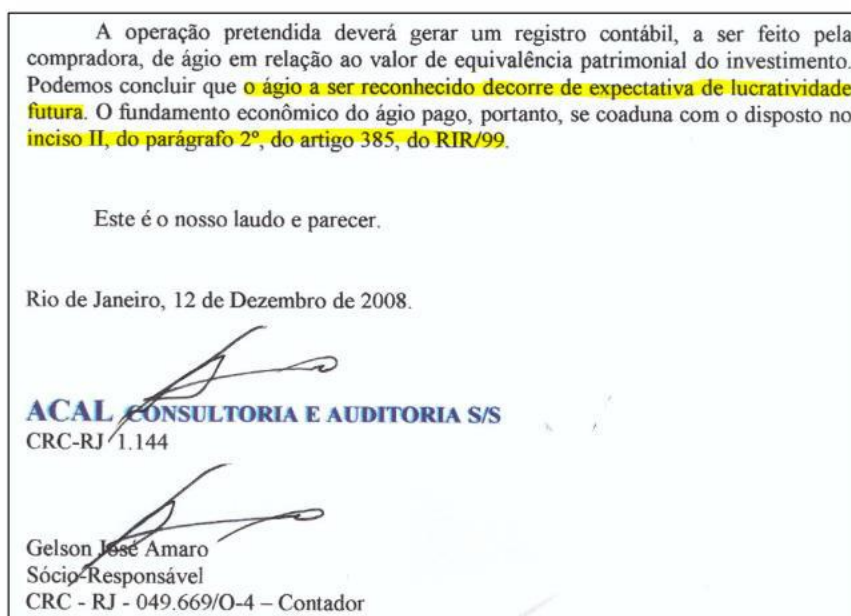 A operação pretendida deverá gerar um registro contábil, a ser feito pela
compradora, de ágio em relação ao valor de equivalência patrimonial do investimento.
Podemos concluir que o ágio a ser reconhecido decorre de expectativa de lucratividade
futura. O fundamento econômico do ágio pago, portanto, se coaduna com o disposto no
inciso II, do parágrafo 2º, do artigo 385, do RIR/99.
Este é o nosso laudo e parecer.
Rio de Janeiro, 12 de Dezembro de 2008.
ACAL CONSULTORIA E AUDITORIA S/S
CRC-RJ 1.144
Gelson José Amaro
Sócio-Responsável
CRC - RJ - 049.669/O-4 – Contador